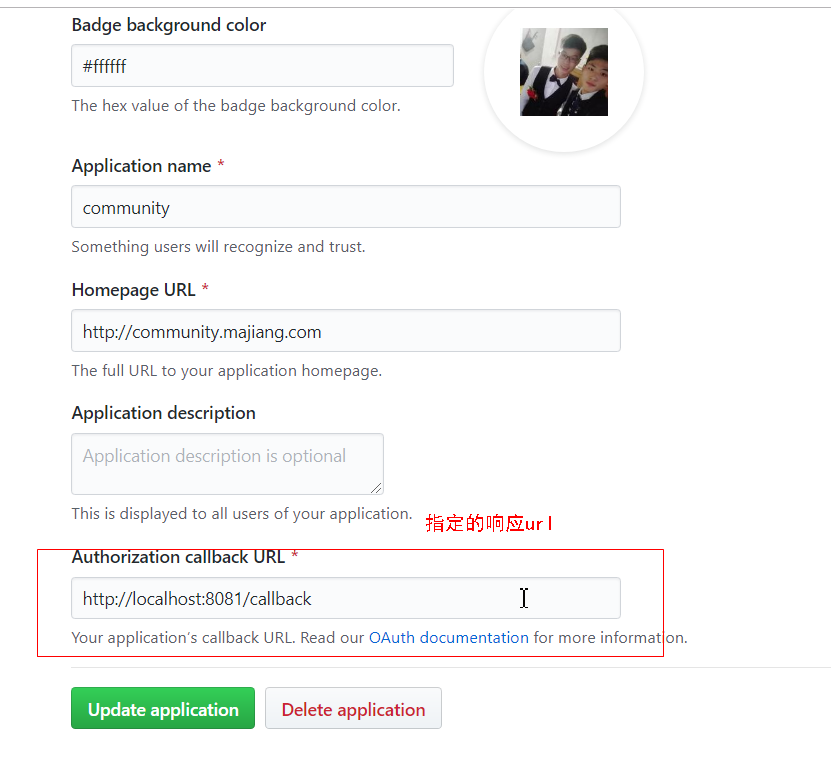 Badge background color
#ffffff
The hex value of the badge background color.
Application name *
community
Something users will recognize and trust.
Homepage URL *
http://community.majiang.com
The full URL to your application homepage.
Application description
Application description is optional
This is displayed to all users of your application.
指定的响应url
Authorization callback URL *
http://localhost:8081/callback
Your application's callback URL. Read our OAuth documentation for more information.
Update application
Delete application